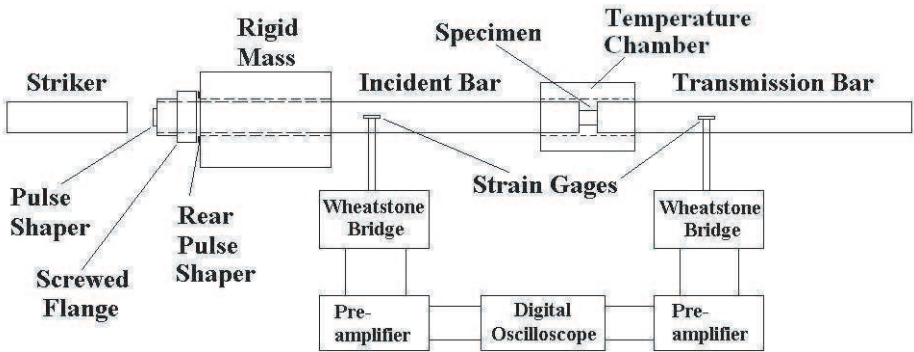 Striker
Rigid
Mass
Incident Bar
Specimen
Temperature
Chamber
Transmission Bar
Pulse
Shaper
Screwed
Flange
Rear
Pulse
Shaper
Strain Gages
Wheatstone
Bridge
Wheatstone
Bridge
Pre-
amplifier
Digital
Oscilloscope
Pre-
amplifier